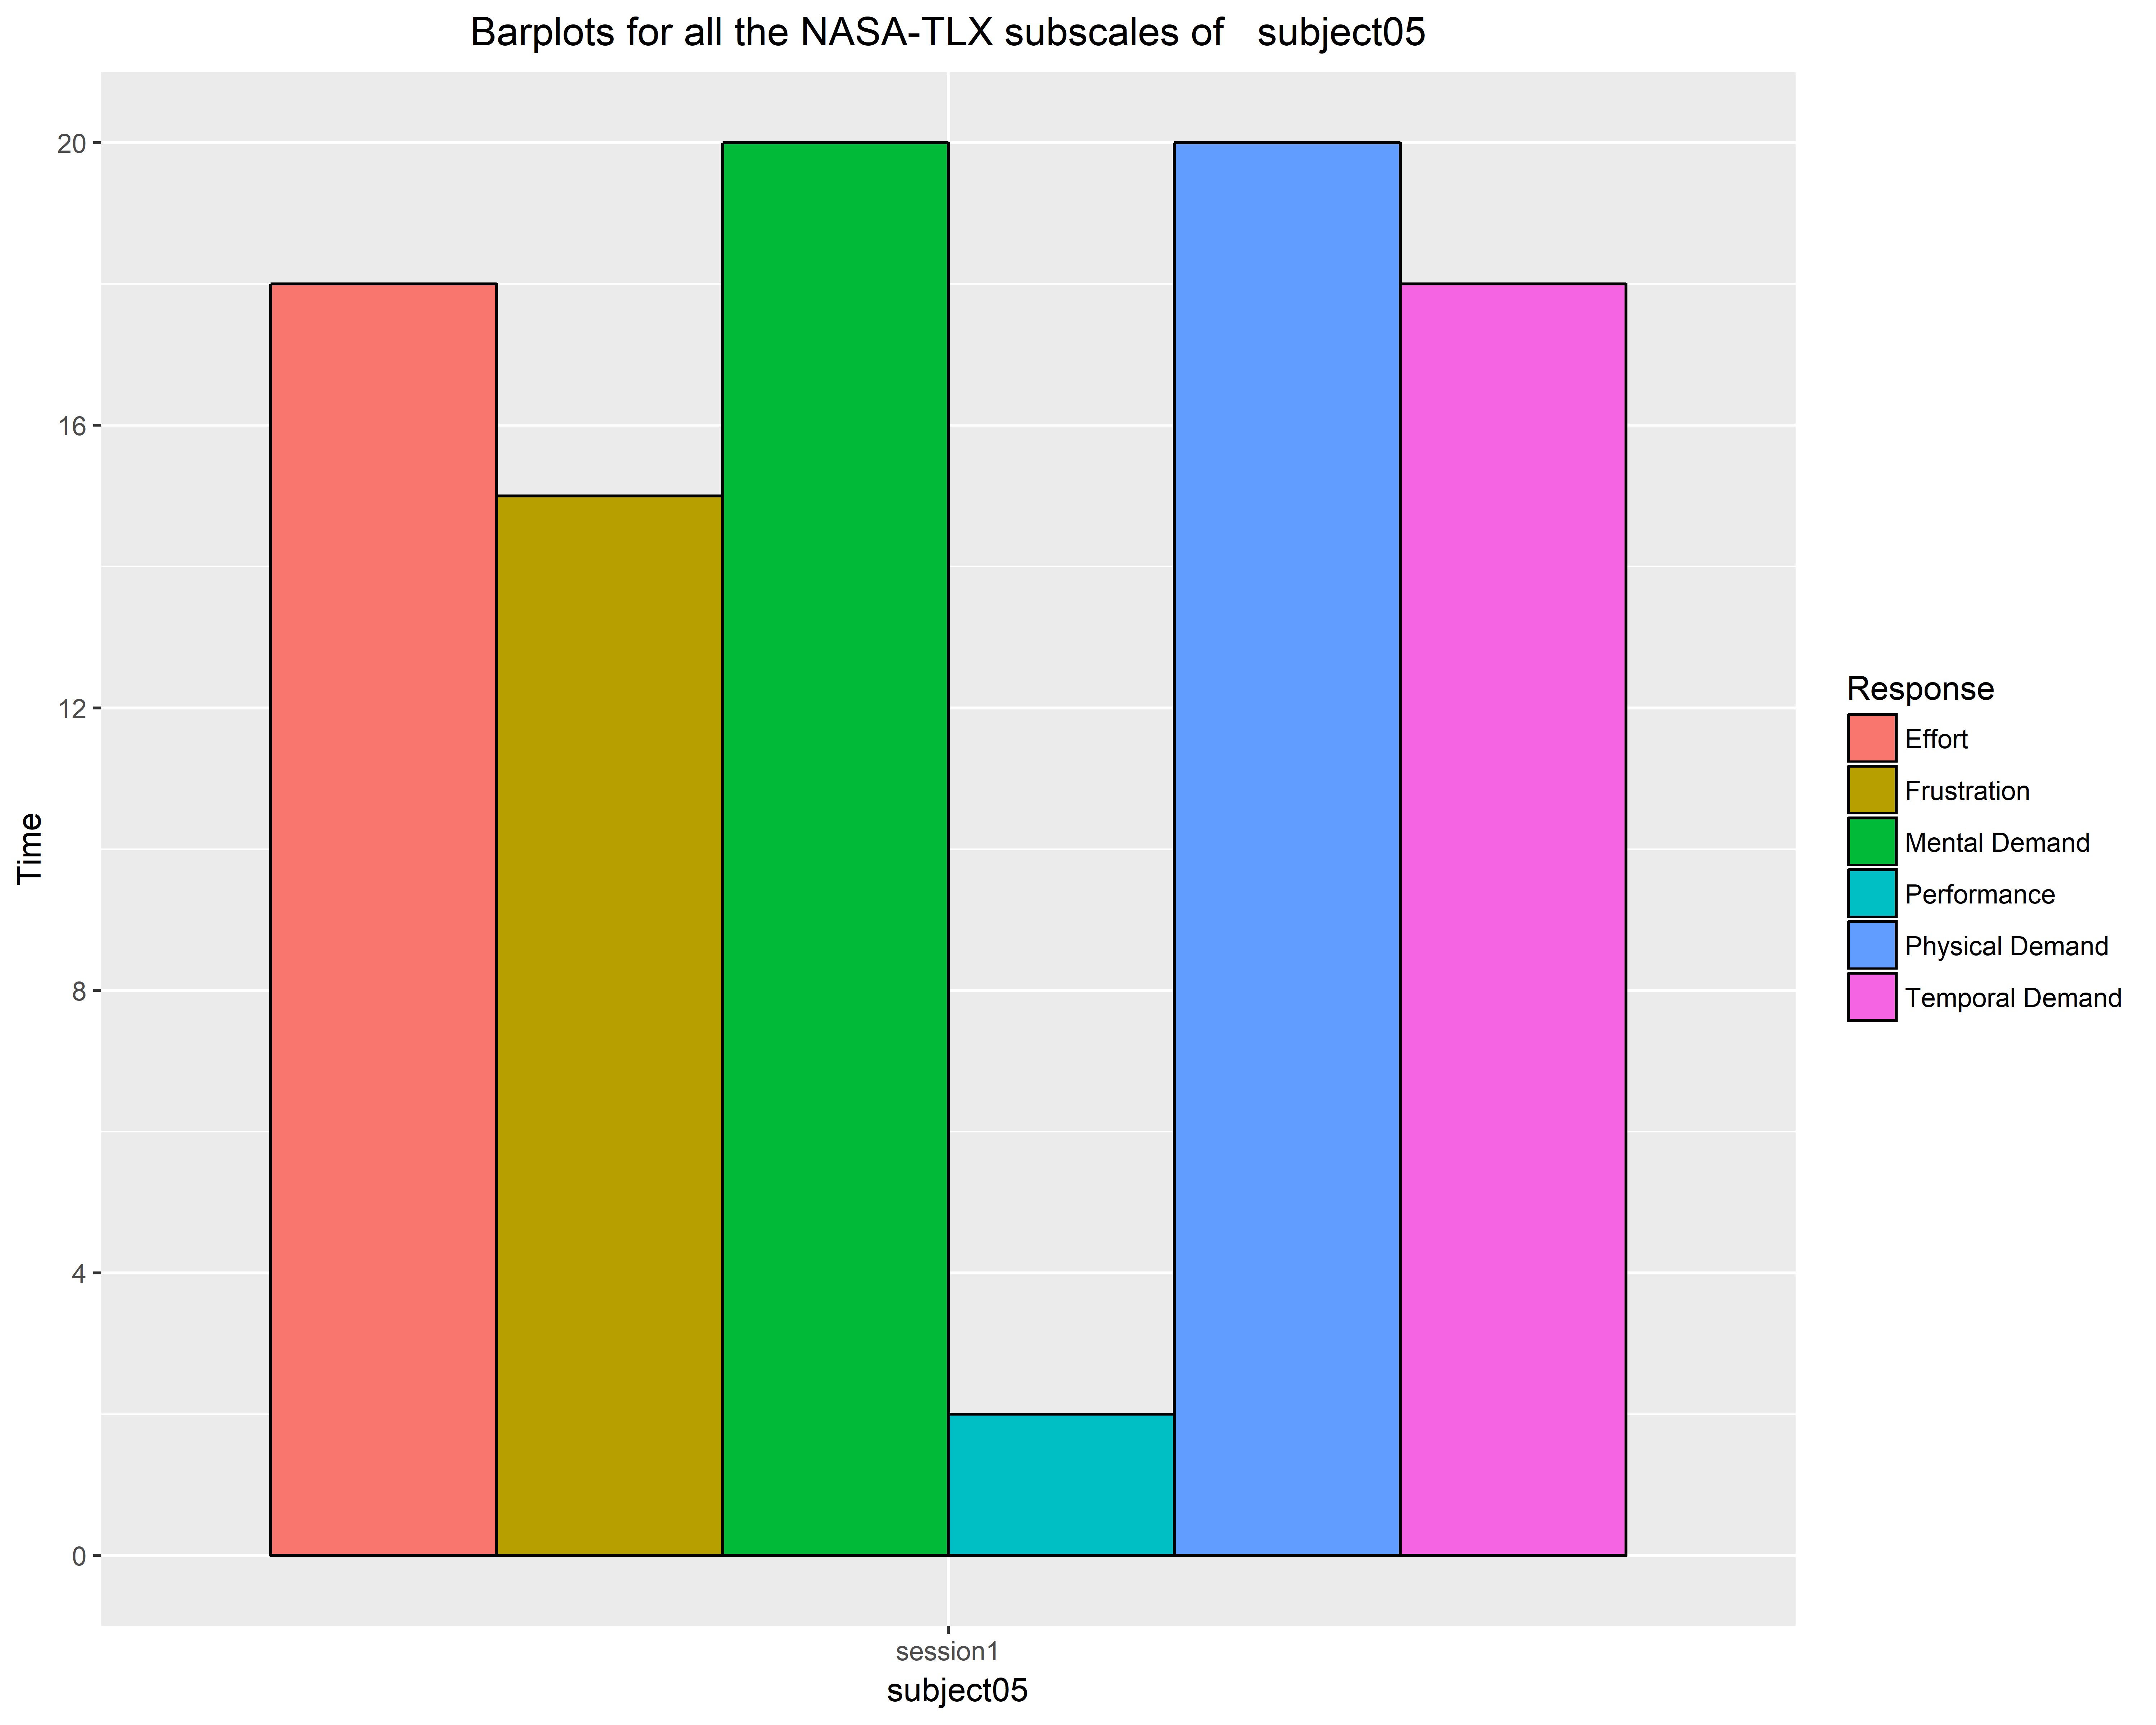 Barplots for all the NASA-TLX subscales of   subject05
Time
20
16
12
8
4
0
session1
subject05
Response
Effort
Frustration
Mental Demand
Performance
Physical Demand
Temporal Demand